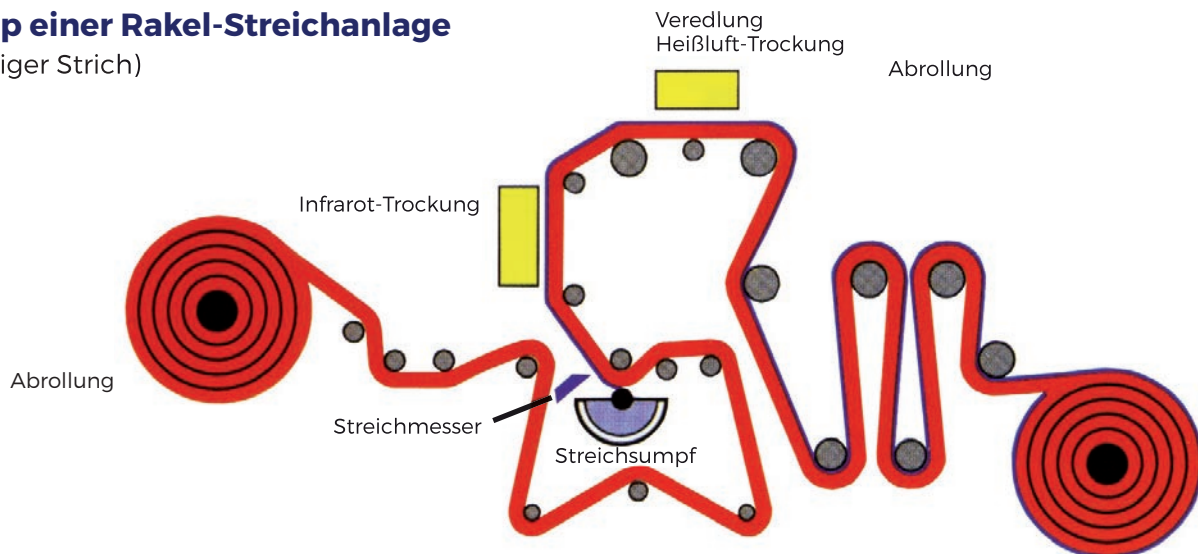 p einer Rakel-Streichanlage
iger Strich)
Veredlung
Heißluft-Trockung
Abrollung
Infrarot-Trockung
Abrollung
Streichmesser
Streichsumpf